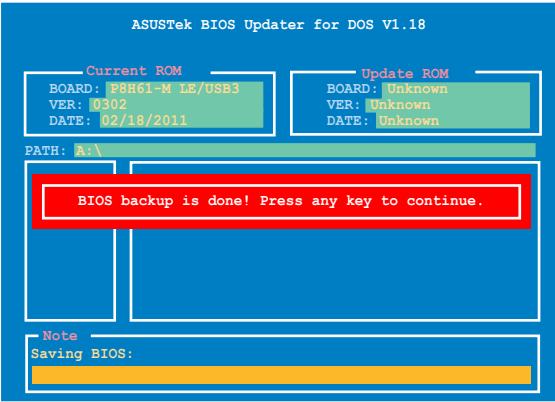 ASUSTek BIOS Updater for DOS V1.18
Current ROM
BOARD: P8H61-M LE/USB3
VER: 0302
DATE: 02/18/2011
Update ROM
BOARD: Unknown
VER: Unknown
DATE: Unknown
PATH: A:\
BIOS backup is done! Press any key to continue.
Note
Saving BIOS: